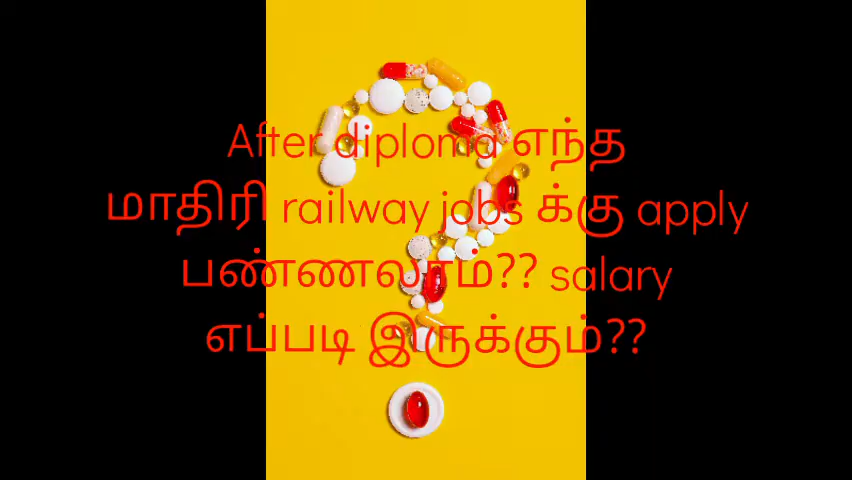 After diploma எந்த
மாதிரி railway jobs க்கு apply
பண்ணலாம்?? salary
எப்படி இருக்கும்??